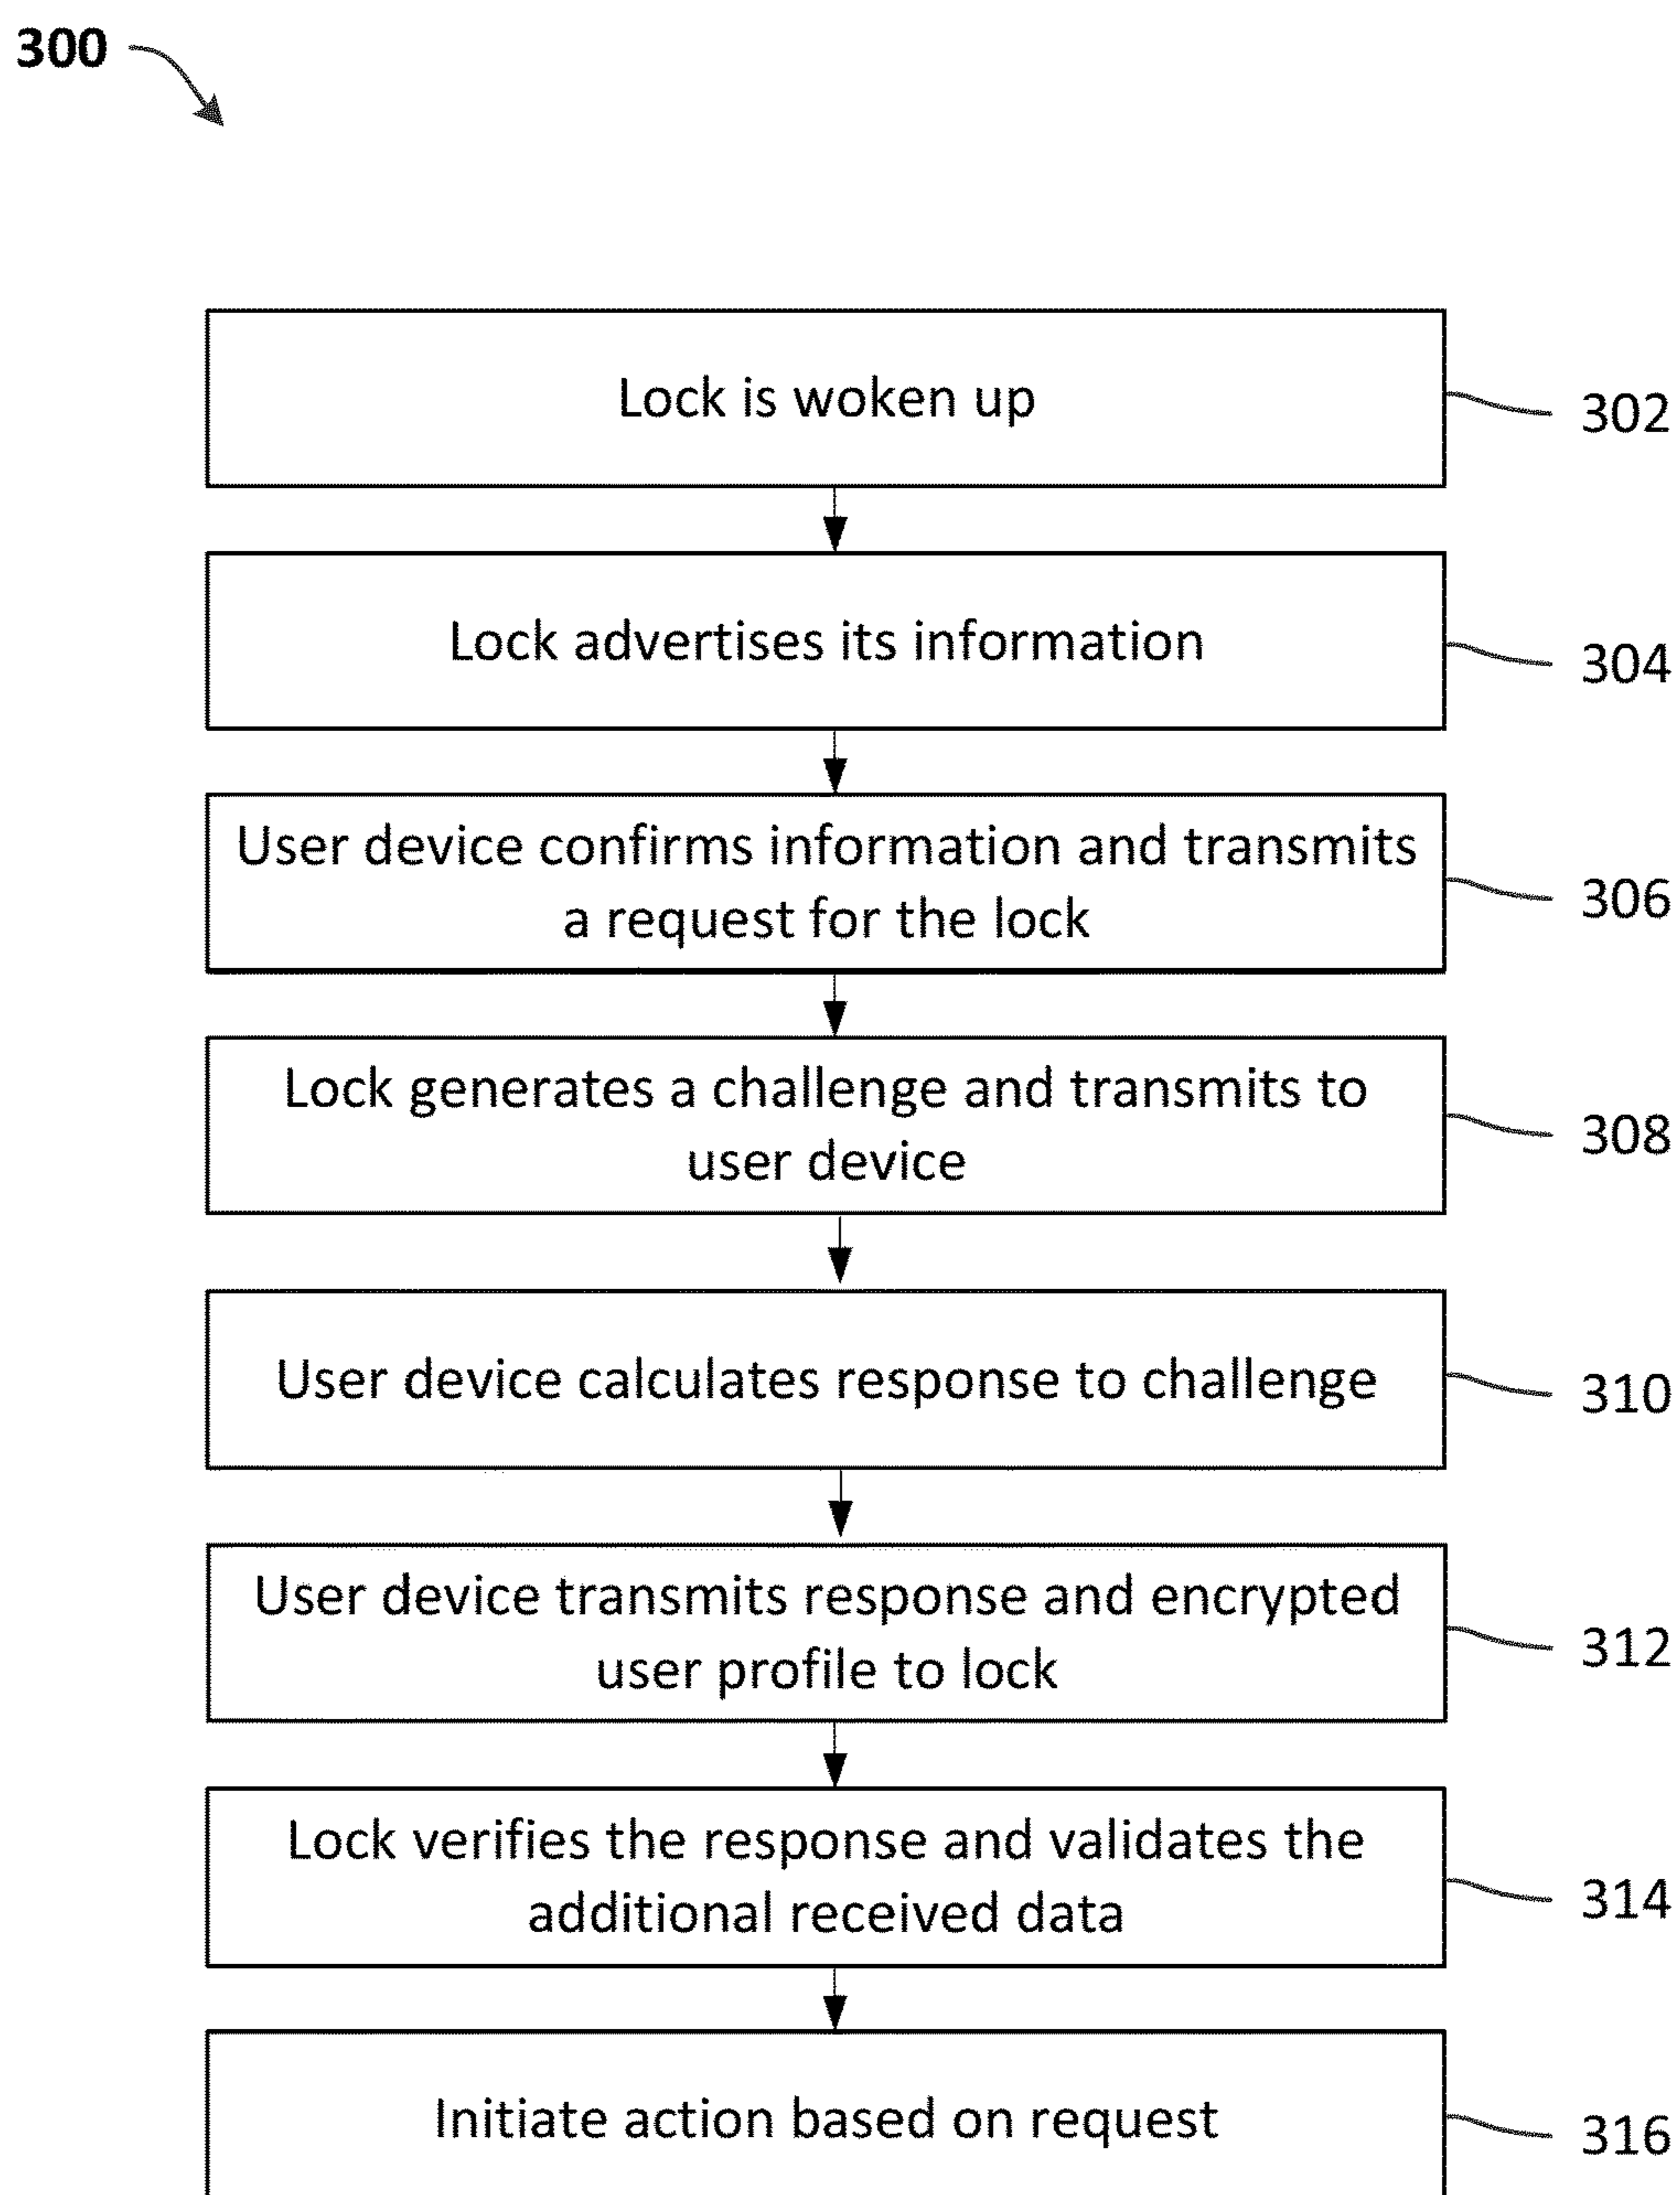 300
Lock is woken up
302
Lock advertises its information
304
User device confirms information and transmits
a request for the lock
306
Lock generates a challenge and transmits to
user device
308
User device calculates response to challenge
310
User device transmits response and encrypted
user profile to lock
312
Lock verifies the response and validates the
additional received data
314
Initiate action based on request
316